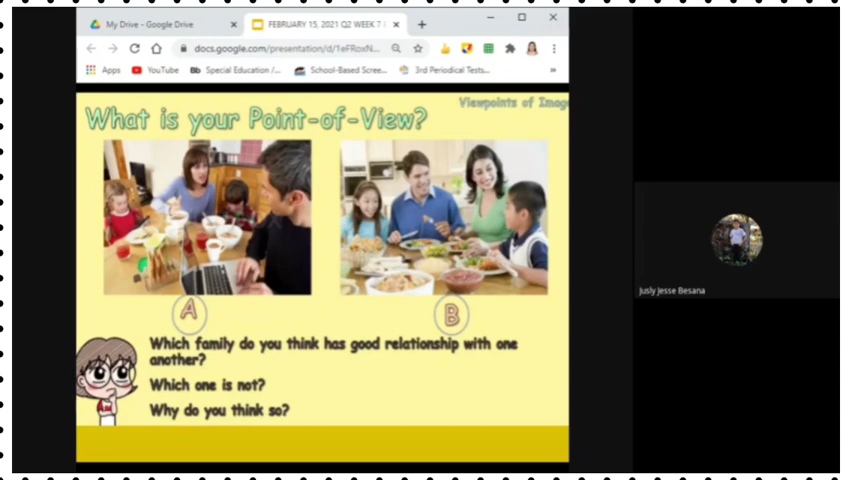 My Drive - Google Drive
FEBRUARY 15, 2021 Q2 WEEK 7
docs.google.com/presentation/d/1eFRoxN...
Apps YouTube Bb Special Education /... School-Based Scree... 3rd Periodical Tests...
Viewpoints of Imag
What is your Point-of-View?
A B
Which family do you think has good relationship with one
another?
Which one is not?
Why do you think so?
Jusly Jesse Besana